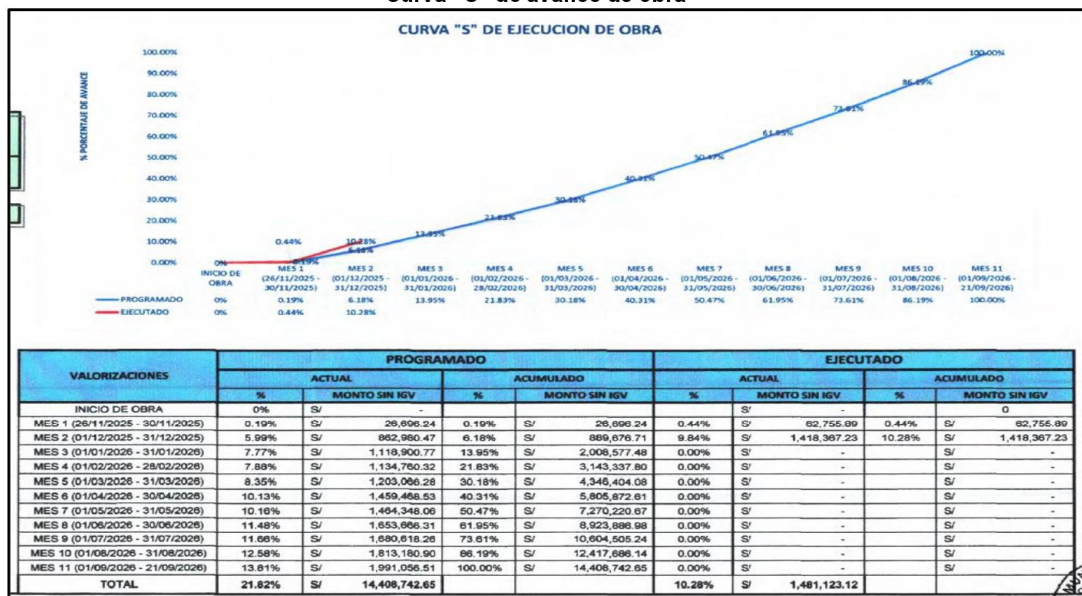 Curva "S" de avance de obra
CURVA "S" DE EJECUCION DE OBRA
% PORCENTAJE DE AVANCE
100.00%
90.00%
80.00%
70.00%
60.00%
50.00%
40.00%
30.00%
20.00%
10.00%
0.00%
0% 0.19% 6.18% 13.95% 21.83% 30.18% 40.31% 50.47% 61.95% 73.61% 86.19% 100.00%
0.44% 10.28%
INICIO DE OBRA
MES 1 (26/11/2025 - 30/11/2025)
MES 2 (01/12/2025 - 31/12/2025)
MES 3 (01/01/2026 - 31/01/2026)
MES 4 (01/02/2026 - 28/02/2026)
MES 5 (01/03/2026 - 31/03/2026)
MES 6 (01/04/2026 - 30/04/2026)
MES 7 (01/05/2026 - 31/05/2026)
MES 8 (01/06/2026 - 30/06/2026)
MES 9 (01/07/2026 - 31/07/2026)
MES 10 (01/08/2026 - 31/08/2026)
MES 11 (01/09/2026 - 21/09/2026)
PROGRAMADO 0% 0.19% 6.18% 13.95% 21.83% 30.18% 40.31% 50.47% 61.95% 73.61% 86.19% 100.00%
EJECUTADO 0% 0.44% 10.28%
VALORIZACIONES PROGRAMADO EJECUTADO
ACTUAL ACUMULADO ACTUAL ACUMULADO
% MONTO SIN IGV % MONTO SIN IGV % MONTO SIN IGV % MONTO SIN IGV
INICIO DE OBRA 0% S/ - S/ - 0
MES 1 (26/11/2025 - 30/11/2025) 0.19% S/ 26,696.24 0.19% S/ 26,696.24 0.44% S/ 62,755.89 0.44% S/ 62,755.89
MES 2 (01/12/2025 - 31/12/2025) 5.99% S/ 862,980.47 6.18% S/ 889,676.71 9.84% S/ 1,418,367.23 10.28% S/ 1,418,367.23
MES 3 (01/01/2026 - 31/01/2026) 7.77% S/ 1,118,900.77 13.95% S/ 2,008,577.48 0.00% S/ - S/ -
MES 4 (01/02/2026 - 28/02/2026) 7.88% S/ 1,134,760.32 21.83% S/ 3,143,337.80 0.00% S/ - S/ -
MES 5 (01/03/2026 - 31/03/2026) 8.35% S/ 1,203,066.28 30.18% S/ 4,346,404.08 0.00% S/ - S/ -
MES 6 (01/04/2026 - 30/04/2026) 10.13% S/ 1,459,468.53 40.31% S/ 5,805,872.61 0.00% S/ - S/ -
MES 7 (01/05/2026 - 31/05/2026) 10.16% S/ 1,464,348.06 50.47% S/ 7,270,220.67 0.00% S/ - S/ -
MES 8 (01/06/2026 - 30/06/2026) 11.48% S/ 1,653,666.31 61.95% S/ 8,923,886.98 0.00% S/ - S/ -
MES 9 (01/07/2026 - 31/07/2026) 11.66% S/ 1,680,618.26 73.61% S/ 10,604,505.24 0.00% S/ - S/ -
MES 10 (01/08/2026 - 31/08/2026) 12.58% S/ 1,813,180.90 86.19% S/ 12,417,686.14 0.00% S/ - S/ -
MES 11 (01/09/2026 - 21/09/2026) 13.81% S/ 1,991,056.51 100.00% S/ 14,408,742.65 0.00% S/ - S/ -
TOTAL 21.82% S/ 14,408,742.65 10.28% S/ 1,481,123.12